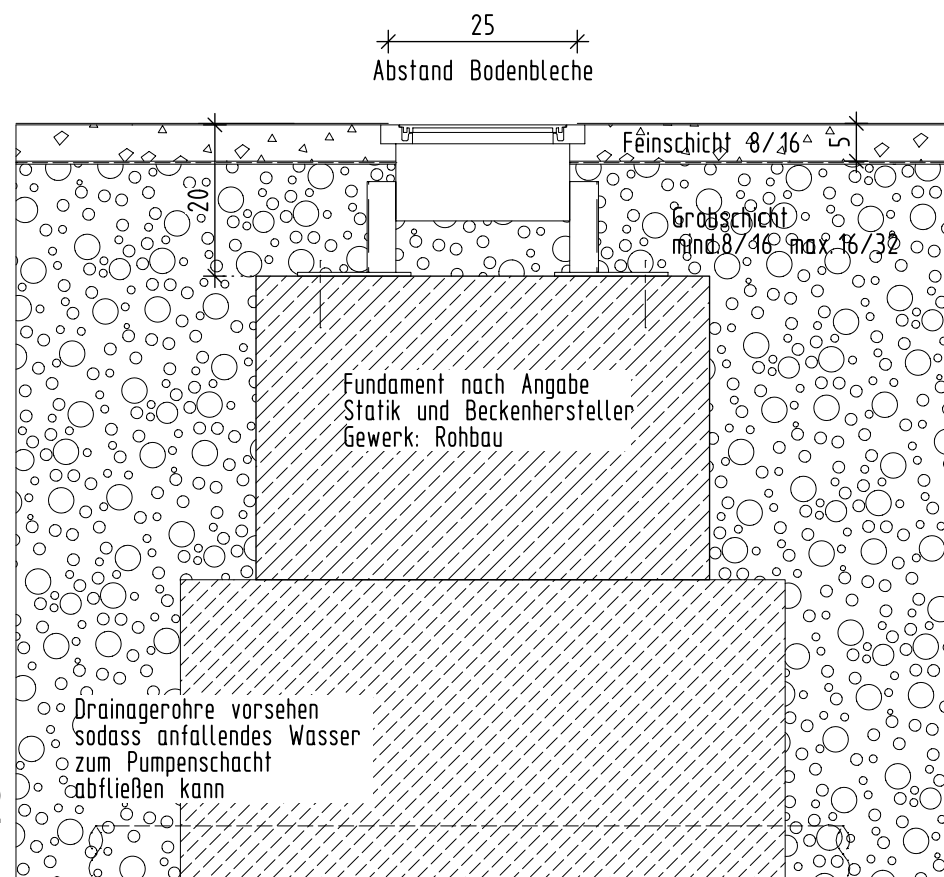 25
Abstand Bodenbleche
Feinschicht 8/16
5
20
Grobschicht
mind.8/16 max.16/32
Fundament nach Angabe
Statik und Beckenhersteller
Gewerk: Rohbau
Drainagerohre vorsehen
sodass anfallendes Wasser
zum Pumpenschacht
abfließen kann